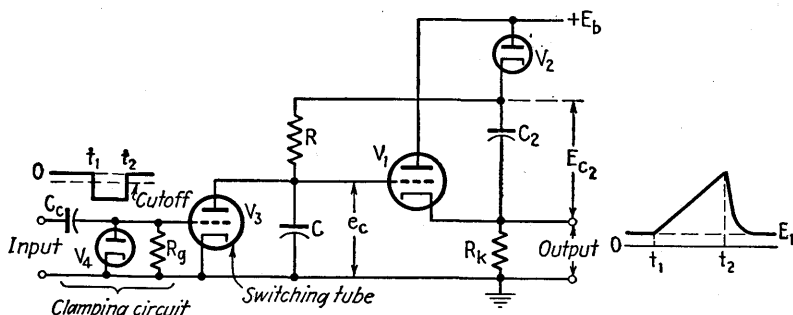 +E_b
V_2
R
C_2
E_c_2
V_1
t_1 t_2
0
Cutoff
C_c
V_3
C
e_c
Input
V_4
R_g
R_k
Output
0
E_1
t_1 t_2
Clamping circuit
Switching tube